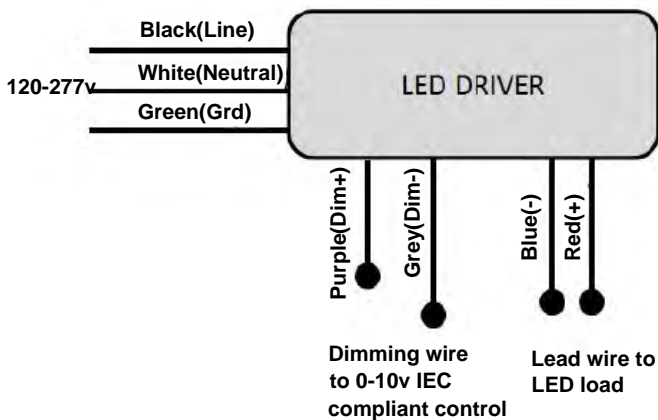 Black(Line)
White(Neutral)
120-277v
Green(Grd)
LED DRIVER
Purple(Dim+)
Grey(Dim-)
Blue(-)
Red(+)
Dimming wire
to 0-10v IEC
compliant control
Lead wire to
LED load